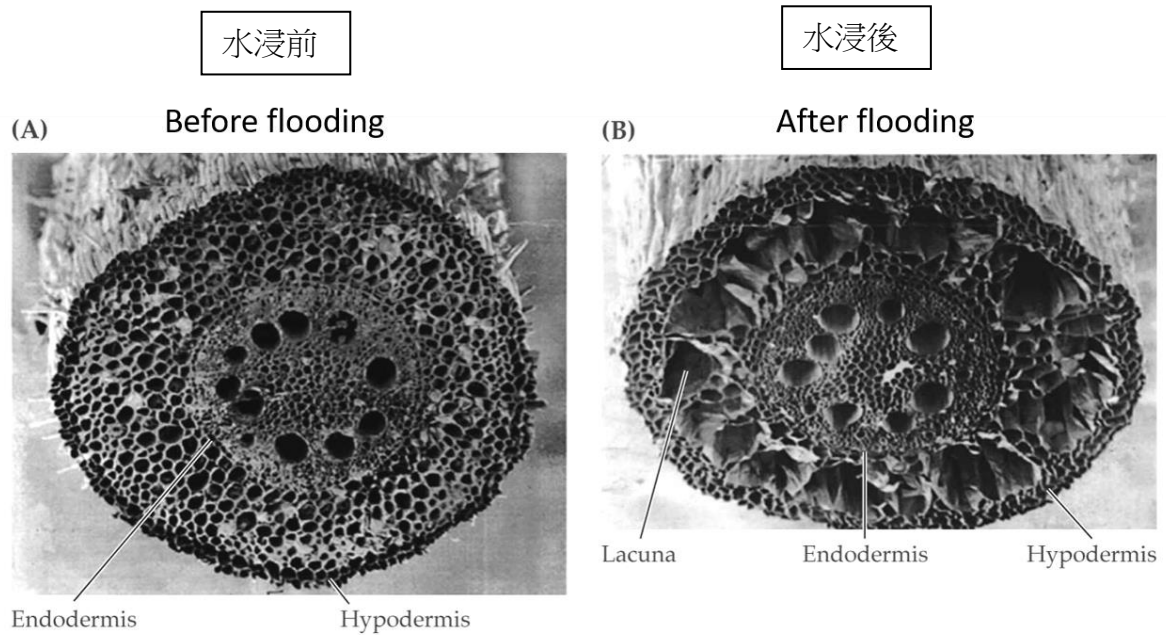 水浸前
水浸後
(A)
Before flooding
(B)
After flooding
Lacuna
Endodermis
Hypodermis
Endodermis
Hypodermis